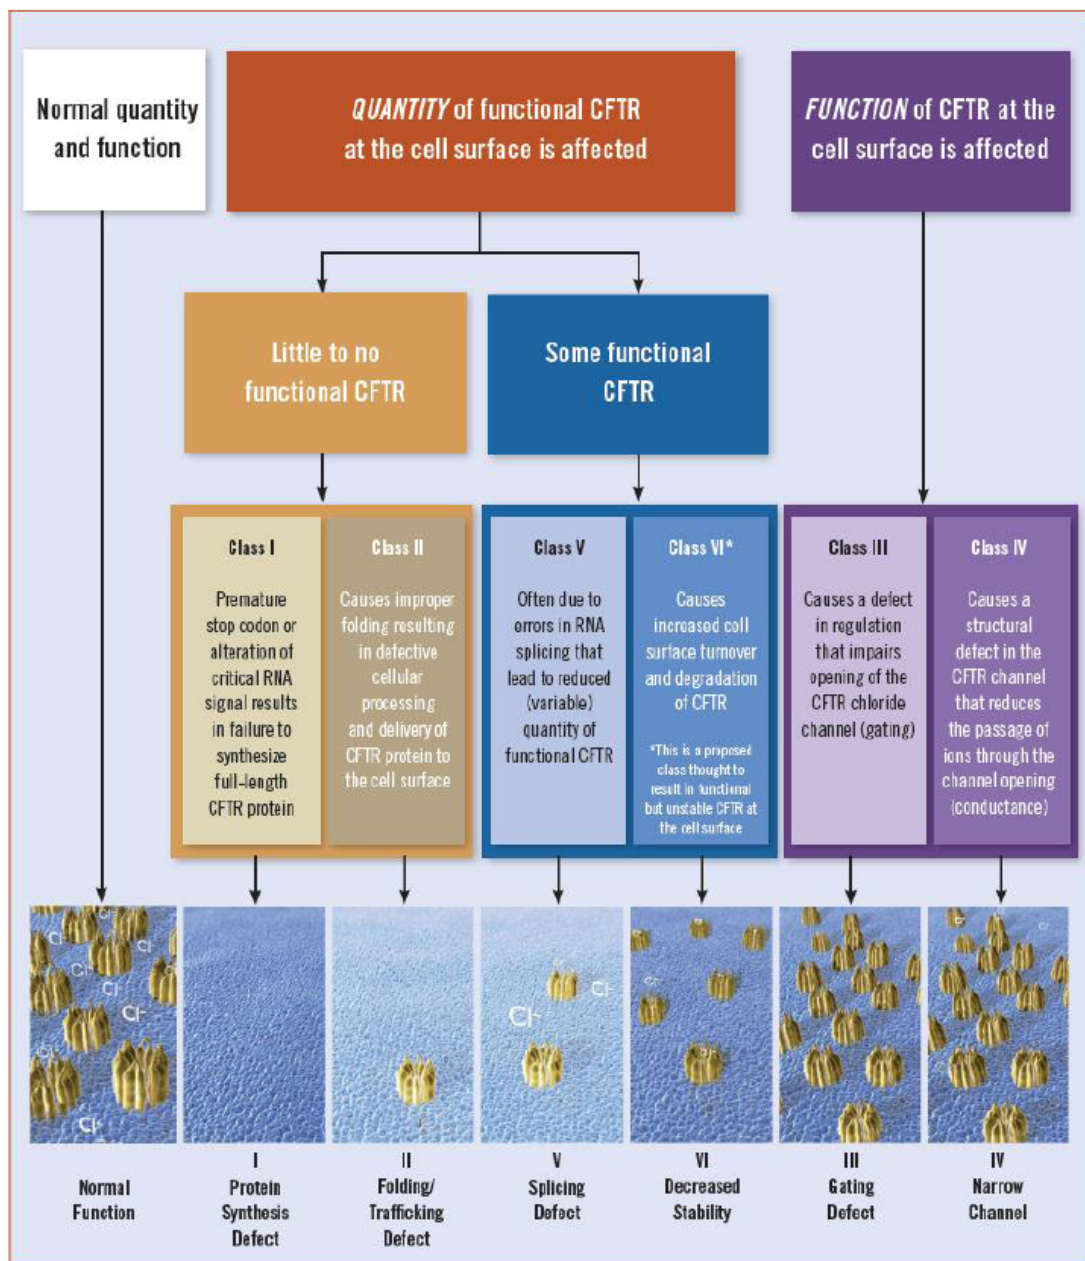 Normal quantity
and function
QUANTITY of functional CFTR
at the cell surface is affected
FUNCTION of CFTR at the
cell surface is affected
Little to no
functional CFTR
Some functional
CFTR
Class I
Premature
stop codon or
alteration of
critical RNA
signal results
in failure to
synthesize
full-length
CFTR protein
Class II
Causes improper
folding resulting
in defective
cellular
processing
and delivery of
CFTR protein to
the cell surface
Class V
Often due to
errors in RNA
splicing that
lead to reduced
(variable)
quantity of
functional CFTR
Class VI*
Causes
increased cell
surface turnover
and degradation
of CFTR
*This is a proposed
class thought to
result in functional
but unstable CFTR at
the cell surface
Class III
Causes a defect
in regulation
that impairs
opening of the
CFTR chloride
channel (gating)
Class IV
Causes a
structural
defect in the
CFTR channel
that reduces
the passage of
ions through the
channel opening
(conductance)
Cl-
Cl-
Cl-
Cl
Cl-
Cl-
Cl-
Cl-
Normal
Function
I
Protein
Synthesis
Defect
II
Folding/
Trafficking
Defect
V
Splicing
Defect
VI
Decreased
Stability
III
Gating
Defect
IV
Narrow
Channel